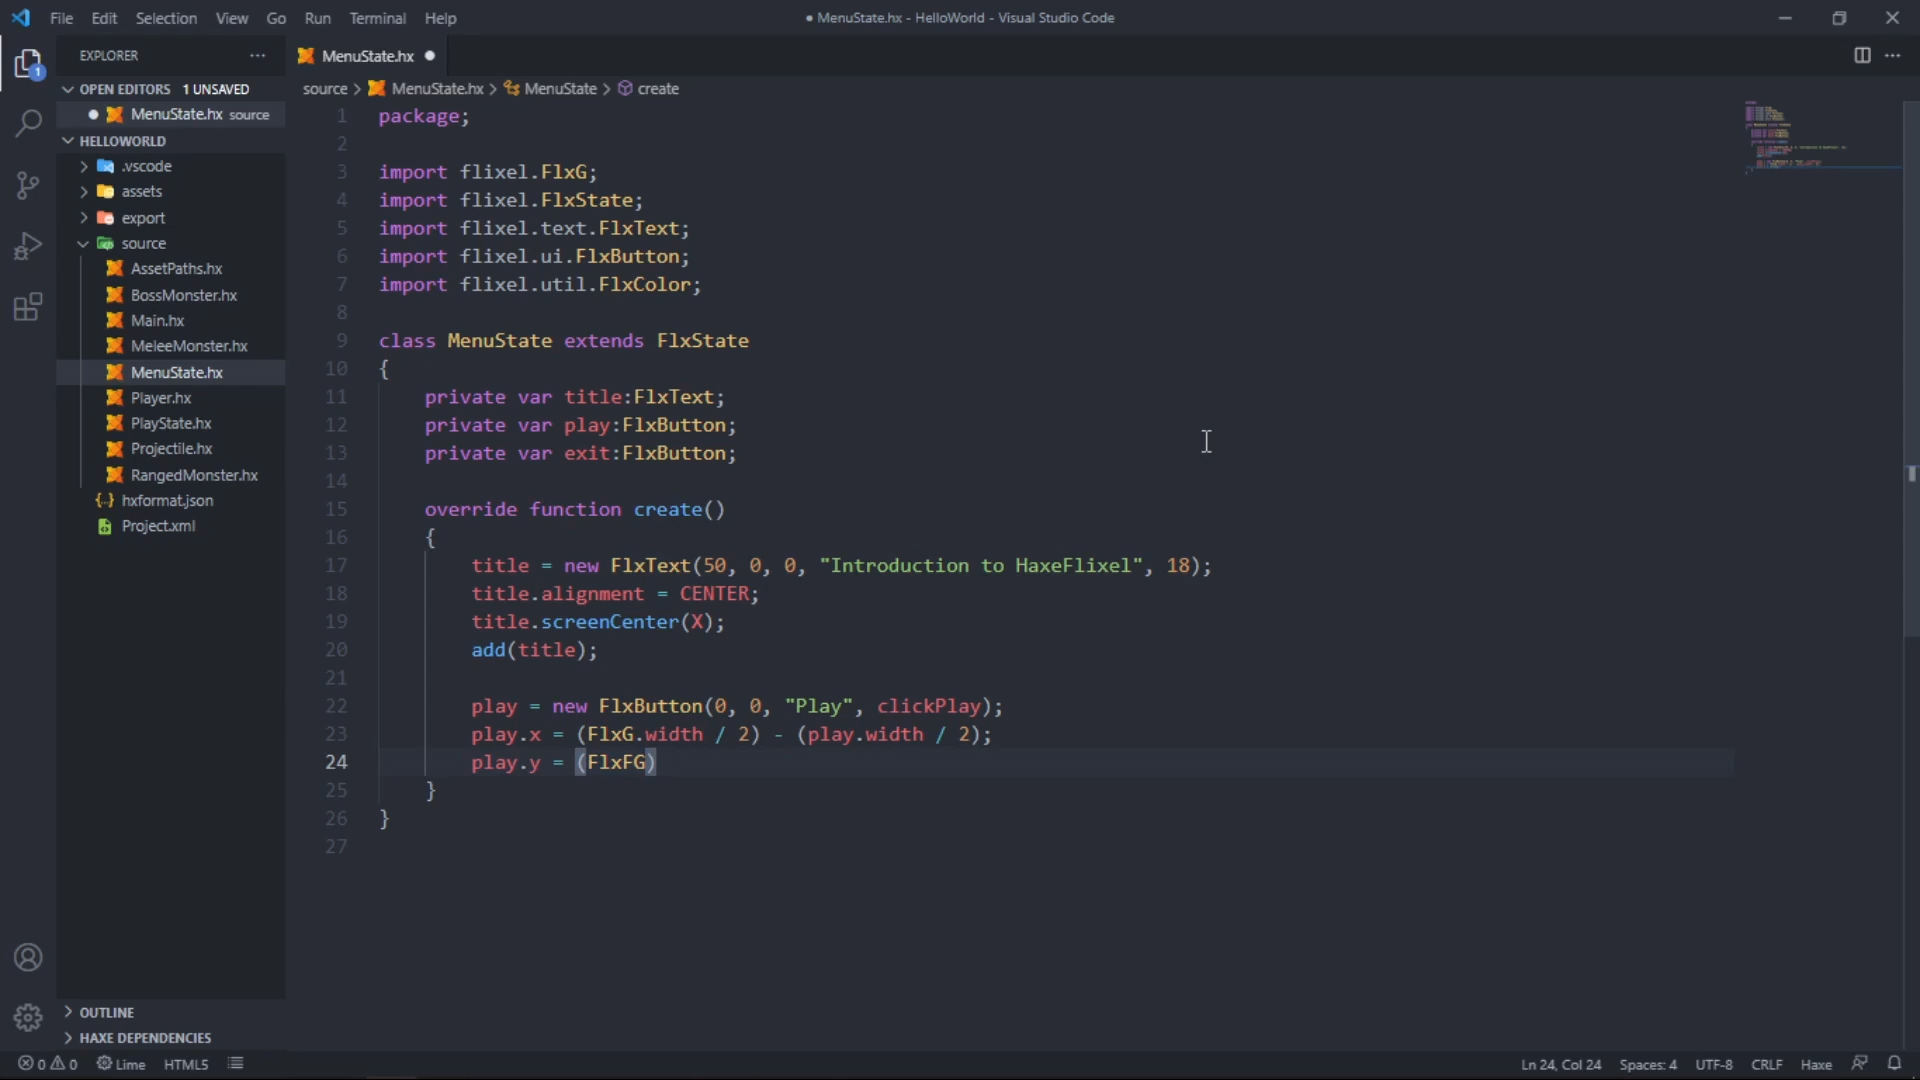 File Edit Selection View Go Run Terminal Help
● MenuState.hx - HelloWorld - Visual Studio Code
EXPLORER
1
OPEN EDITORS 1 UNSAVED
MenuState.hx source
HELLOWORLD
.vscode
assets
export
source
AssetPaths.hx
BossMonster.hx
Main.hx
MeleeMonster.hx
MenuState.hx
Player.hx
PlayState.hx
Projectile.hx
RangedMonster.hx
hxformat.json
Project.xml
OUTLINE
HAXE DEPENDENCIES
MenuState.hx
source > MenuState.hx > MenuState > create
1 package;
2
3 import flixel.FlxG;
4 import flixel.FlxState;
5 import flixel.text.FlxText;
6 import flixel.ui.FlxButton;
7 import flixel.util.FlxColor;
8
9 class MenuState extends FlxState
10 {
11 private var title:FlxText;
12 private var play:FlxButton;
13 private var exit:FlxButton;
14
15 override function create()
16 {
17 title = new FlxText(50, 0, 0, "Introduction to HaxeFlixel", 18);
18 title.alignment = CENTER;
19 title.screenCenter(X);
20 add(title);
21
22 play = new FlxButton(0, 0, "Play", clickPlay);
23 play.x = (FlxG.width / 2) - (play.width / 2);
24 play.y = (FlxFG)
25 }
26 }
27
0 0 Lime HTML5
Ln 24, Col 24 Spaces: 4 UTF-8 CRLF Haxe